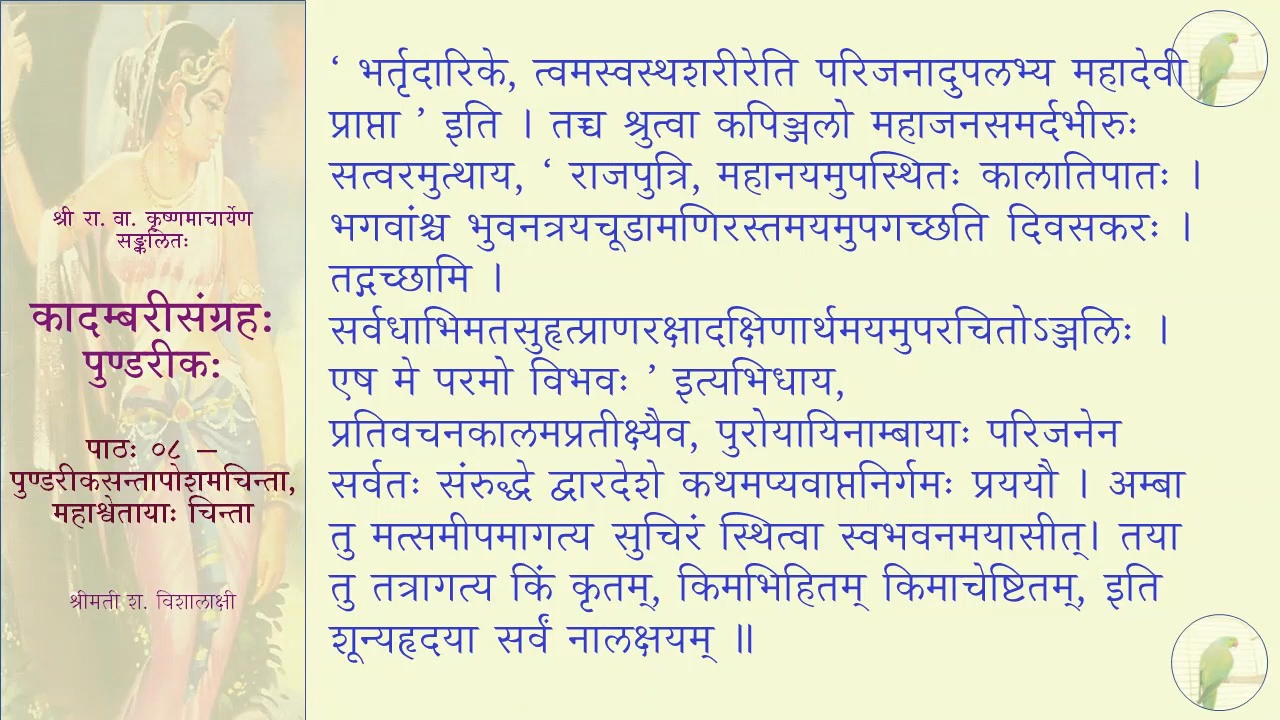 श्री रा. वा. कृष्णमाचार्येण
सङ्कलितः
कादम्बरीसंग्रहः
पुण्डरीकः
पाठः ०८ –
पुण्डरीकसन्तापोशमचिन्ता,
महाश्वेतायाः चिन्ता
श्रीमती श. विशालाक्षी
‘ भर्तृदारिके, त्वमस्वस्थशरीरेति परिजनादुपलभ्य महादेवी
प्राप्ता ’ इति । तच्च श्रुत्वा कपिञ्जलो महाजनसमर्दभीरुः
सत्वरमुत्थाय, ‘ राजपुत्रि, महानयमुपस्थितः कालातिपातः ।
भगवांश्च भुवनत्रयचूडामणिरस्तमयमुपगच्छति दिवसकरः ।
तद्गच्छामि ।
सर्वधाभिमतसुहृत्प्राणरक्षादक्षिणार्थमयमुपरचितोऽञ्जलिः ।
एष मे परमो विभवः ’ इत्यभिधाय,
प्रतिवचनकालमप्रतीक्ष्यैव, पुरोयायिनाम्बायाः परिजनेन
सर्वतः संरुद्धे द्वारदेशे कथमप्यवाप्तनिर्गमः प्रययौ । अम्बा
तु मत्समीपमागत्य सुचिरं स्थित्वा स्वभवनमयासीत्। तया
तु तत्रागत्य किं कृतम्, किमभिहितम् किमाचेष्टितम्, इति
शून्यहृदया सर्वं नालक्षयम् ॥